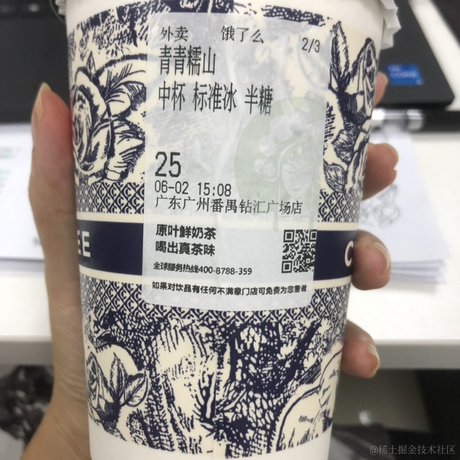 外卖 饿了么 2/3
青青糯山
中杯 标准冰 半糖
25
06-02 15:08
广东广州番禺钻汇广场店
原叶鲜奶茶
喝出真茶味
全球服务热线400-8788-359
如果对饮品有任何不满意门店可免费为您重做
EE
C
@稀土掘金技术社区